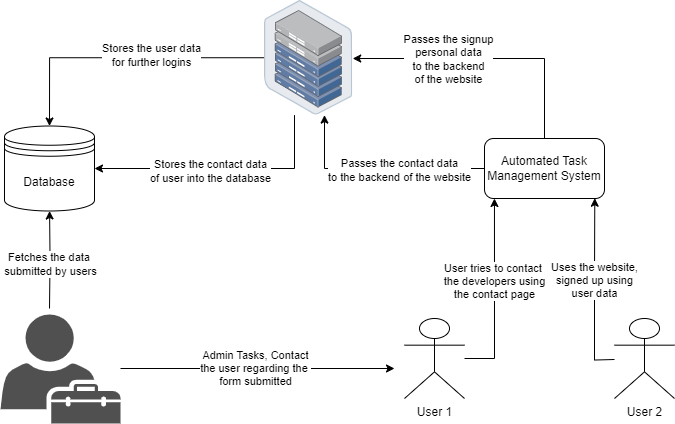 Stores the user data
for further logins
Passes the signup
personal data
to the backend
of the website
Database
Stores the contact data
of user into the database
Passes the contact data
to the backend of the website
Automated Task
Management System
Fetches the data
submitted by users
User tries to contact
the developers using
the contact page
Uses the website,
signed up using
user data
Admin Tasks, Contact
the user regarding the
form submitted
User 1
User 2